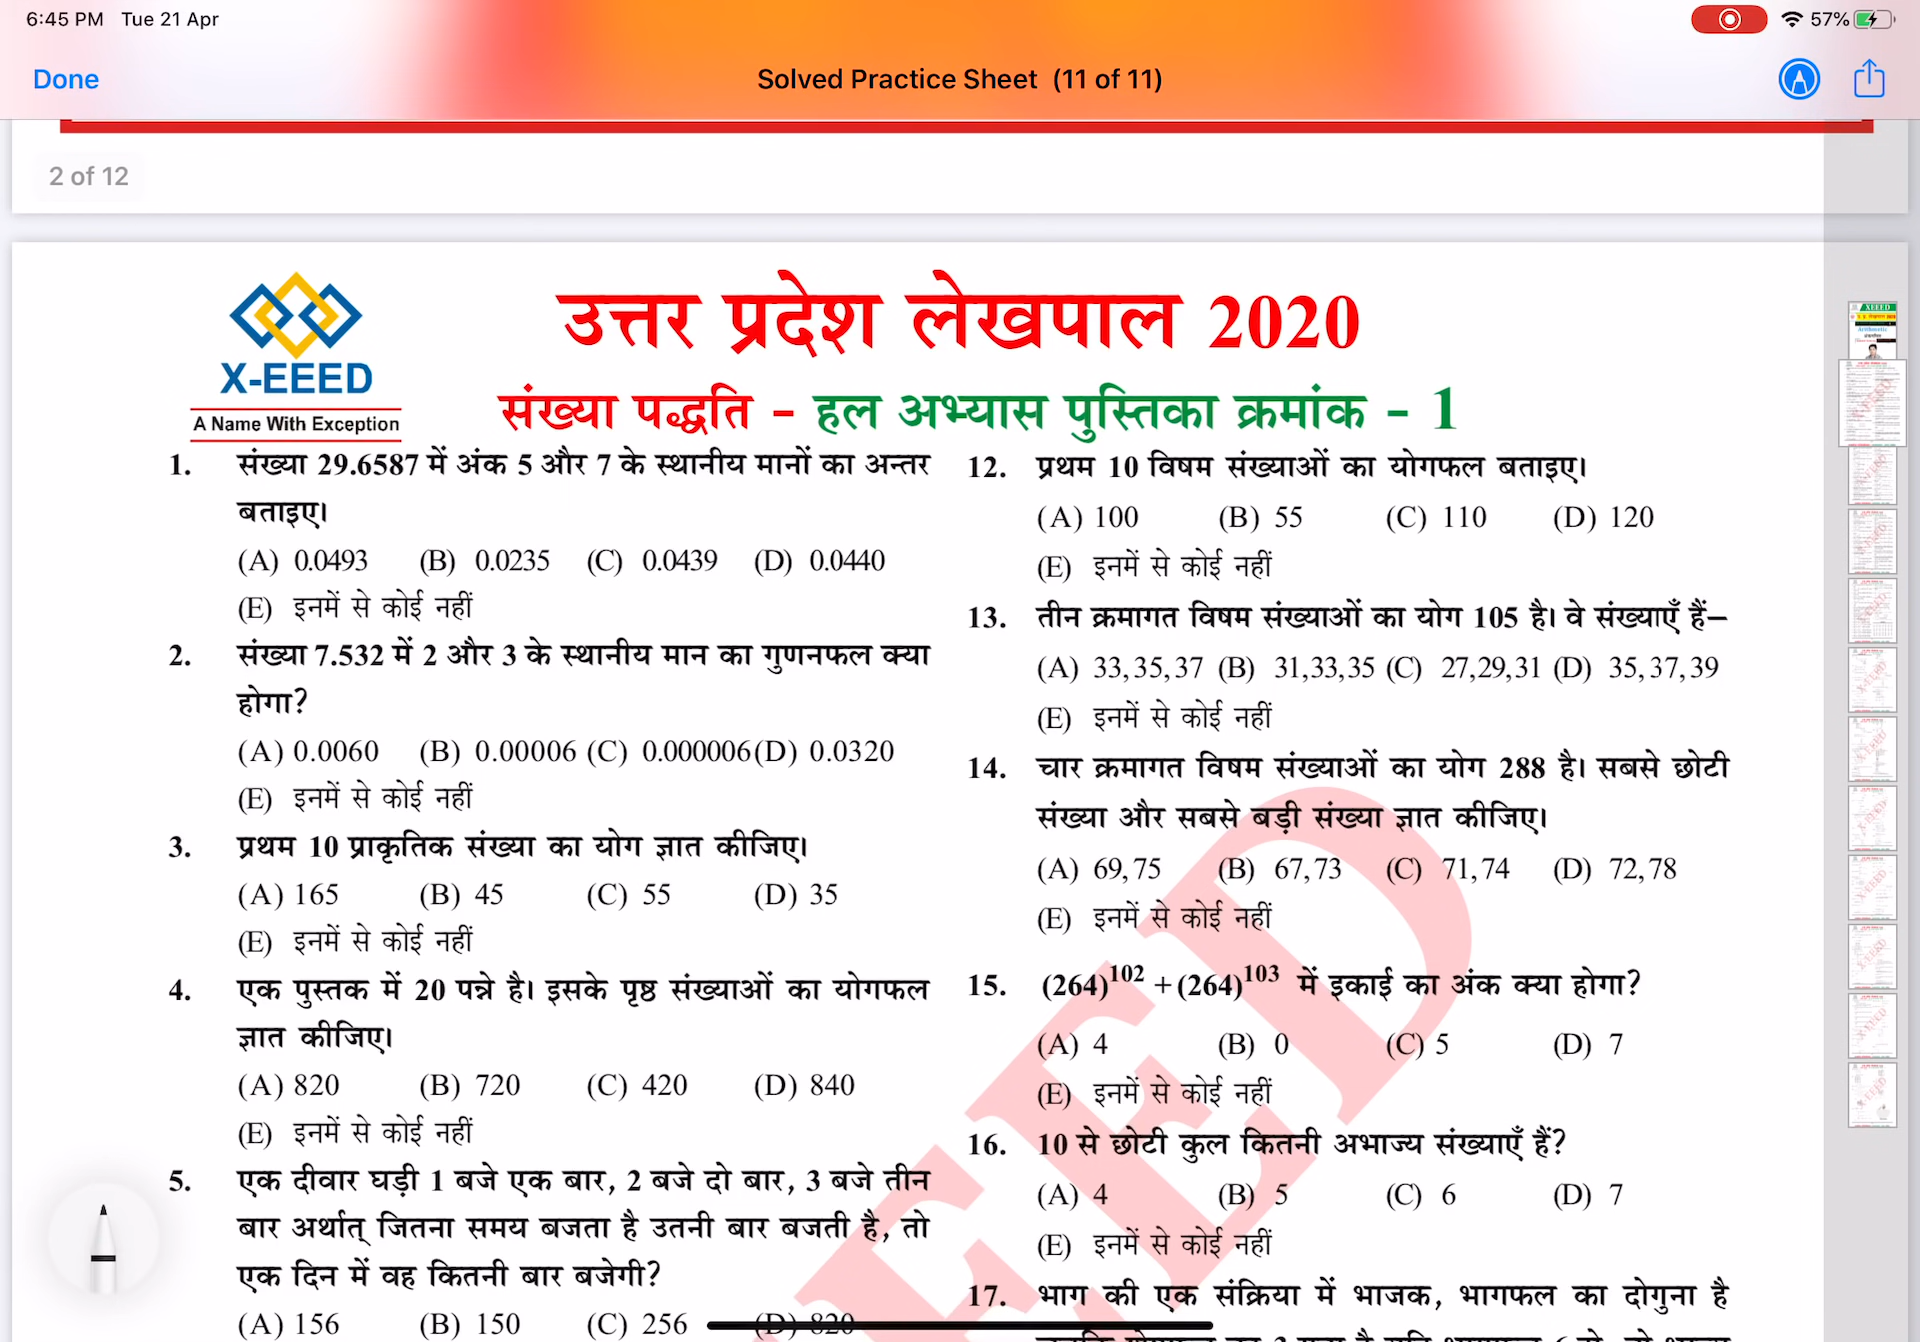 6:45 PM Tue 21 Apr
57%
Done
Solved Practice Sheet (11 of 11)
2 of 12
X-EEED
A Name With Exception
उत्तर प्रदेश लेखपाल 2020
संख्या पद्धति - हल अभ्यास पुस्तिका क्रमांक - 1
1. संख्या 29.6587 में अंक 5 और 7 के स्थानीय मानों का अन्तर
बताइए।
(A) 0.0493 (B) 0.0235 (C) 0.0439 (D) 0.0440
(E) इनमें से कोई नहीं
2. संख्या 7.532 में 2 और 3 के स्थानीय मान का गुणनफल क्या
होगा?
(A) 0.0060 (B) 0.00006 (C) 0.000006 (D) 0.0320
(E) इनमें से कोई नहीं
3. प्रथम 10 प्राकृतिक संख्या का योग ज्ञात कीजिए।
(A) 165 (B) 45 (C) 55 (D) 35
(E) इनमें से कोई नहीं
4. एक पुस्तक में 20 पन्ने है। इसके पृष्ठ संख्याओं का योगफल
ज्ञात कीजिए।
(A) 820 (B) 720 (C) 420 (D) 840
(E) इनमें से कोई नहीं
5. एक दीवार घड़ी 1 बजे एक बार, 2 बजे दो बार, 3 बजे तीन
बार अर्थात् जितना समय बजता है उतनी बार बजती है, तो
एक दिन में वह कितनी बार बजेगी?
(A) 156 (B) 150 (C) 256 (D) 820
12. प्रथम 10 विषम संख्याओं का योगफल बताइए।
(A) 100 (B) 55 (C) 110 (D) 120
(E) इनमें से कोई नहीं
13. तीन क्रमागत विषम संख्याओं का योग 105 है। वे संख्याएँ हैं–
(A) 33,35,37 (B) 31,33,35 (C) 27,29,31 (D) 35,37,39
(E) इनमें से कोई नहीं
14. चार क्रमागत विषम संख्याओं का योग 288 है। सबसे छोटी
संख्या और सबसे बड़ी संख्या ज्ञात कीजिए।
(A) 69,75 (B) 67,73 (C) 71,74 (D) 72,78
(E) इनमें से कोई नहीं
15. (264)^102 + (264)^103 में इकाई का अंक क्या होगा?
(A) 4 (B) 0 (C) 5 (D) 7
(E) इनमें से कोई नहीं
16. 10 से छोटी कुल कितनी अभाज्य संख्याएँ हैं?
(A) 4 (B) 5 (C) 6 (D) 7
(E) इनमें से कोई नहीं
17. भाग की एक संक्रिया में भाजक, भागफल का दोगुना है